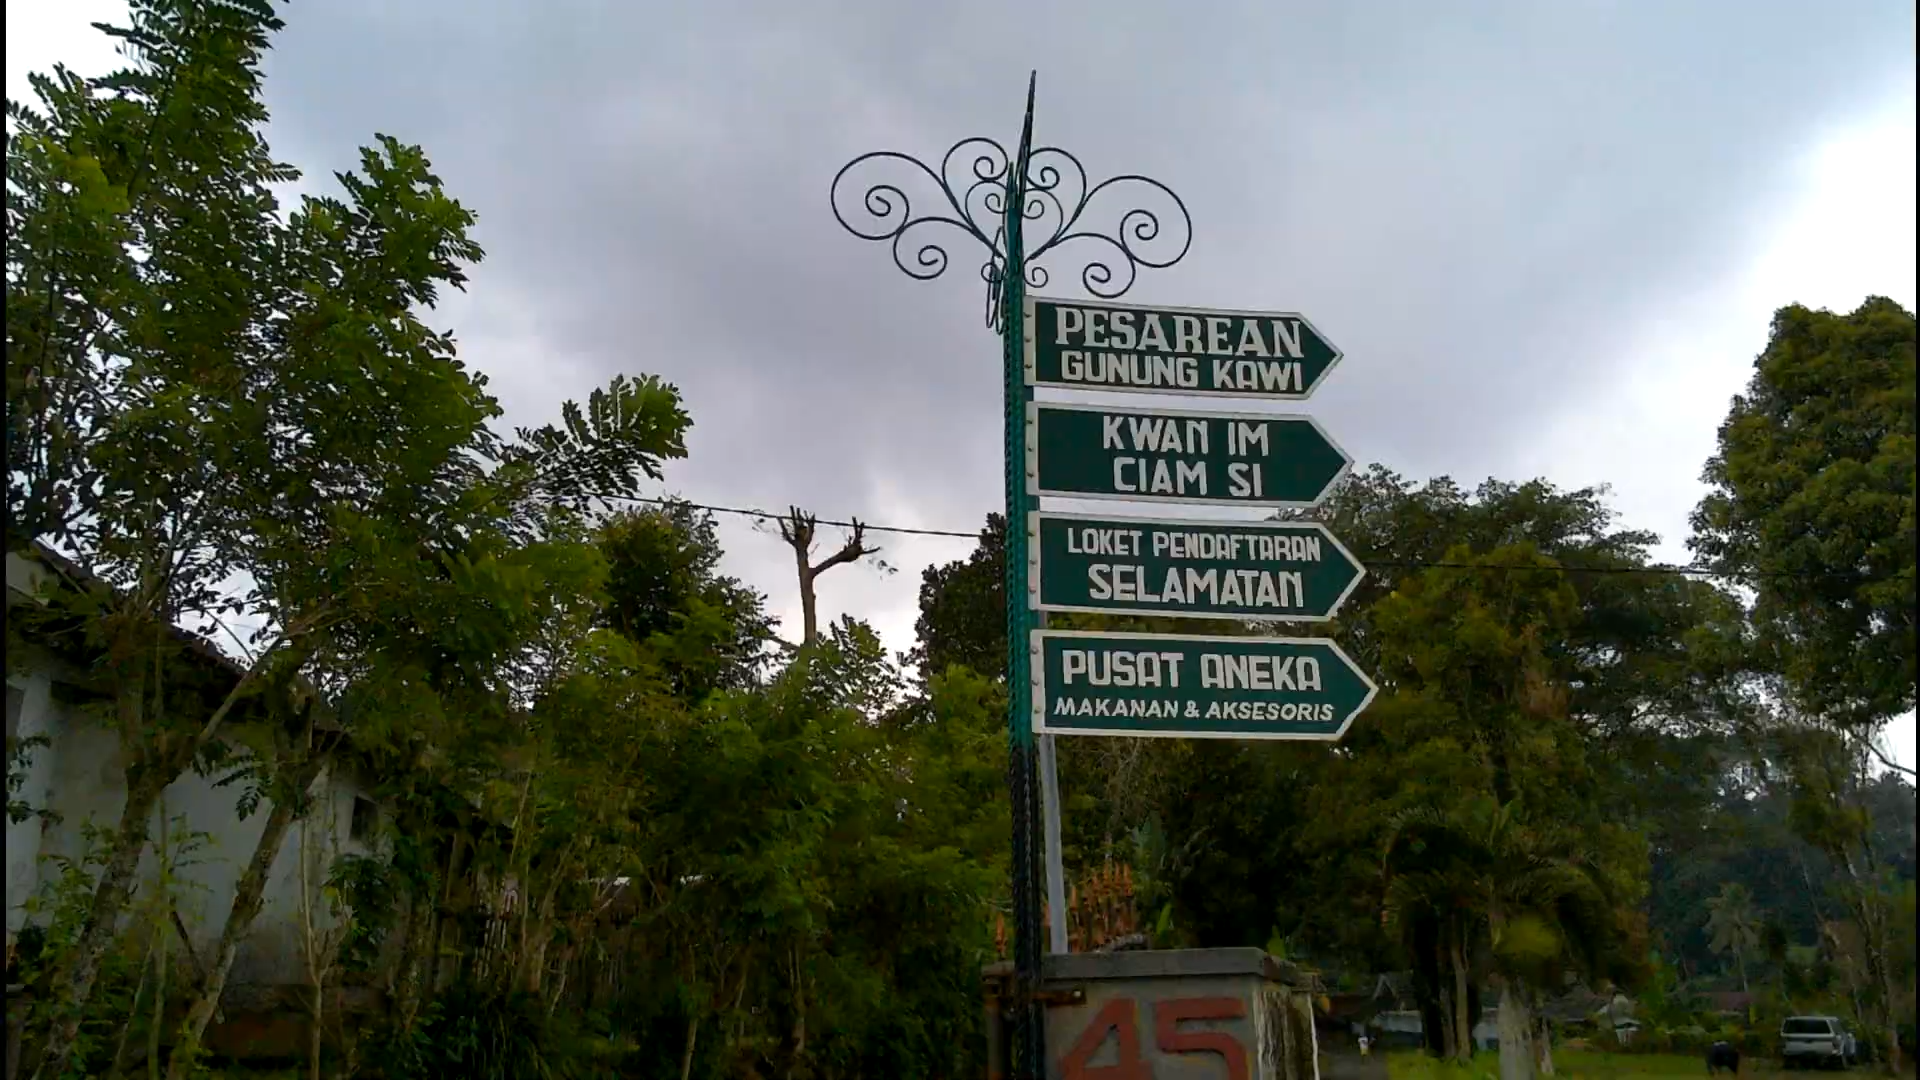 PESAREAN
GUNUNG KAWI
KWAN IM
CIAM SI
LOKET PENDAFTARAN
SELAMATAN
PUSAT ANEKA
MAKANAN & AKSESORIS
45